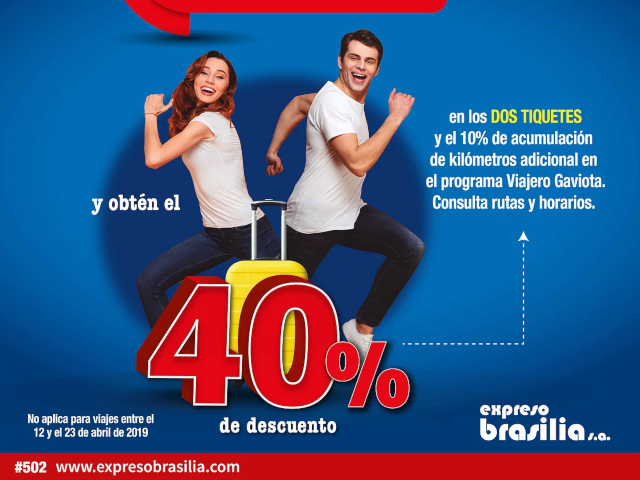 y obtén el
40%
de descuento
en los DOS TIQUETES
y el 10% de acumulación
de kilómetros adicional en
el programa Viajero Gaviota.
Consulta rutas y horarios.
No aplica para viajes entre el
12 y el 23 de abril de 2019
expreso
brasilia s.a.
#502 www.expresobrasilia.com